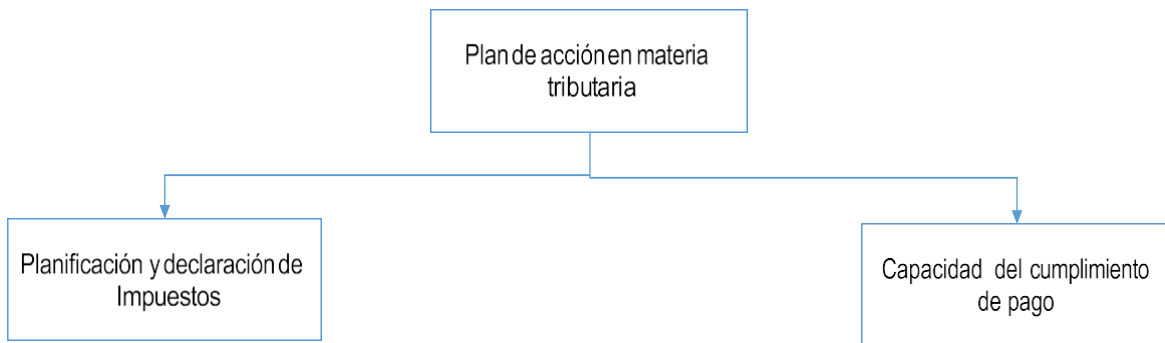 Plan de acción en materia
tributaria
Planificación y declaración de
Impuestos
Capacidad del cumplimiento
de pago